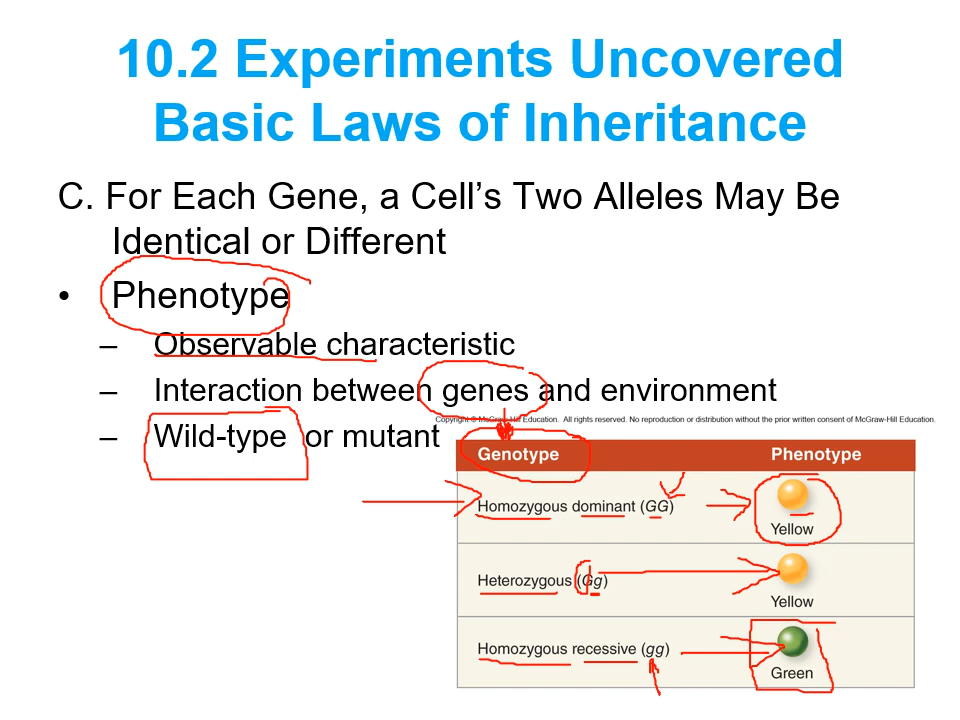 10.2 Experiments Uncovered
Basic Laws of Inheritance
C. For Each Gene, a Cell's Two Alleles May Be
Identical or Different
• Phenotype
– Observable characteristic
– Interaction between genes and environment
– Wild-type or mutant
Copyright © McGraw-Hill Education. All rights reserved. No reproduction or distribution without the prior written consent of McGraw-Hill Education.
Genotype Phenotype
Homozygous dominant (GG)
Yellow
Heterozygous (Gg)
Yellow
Homozygous recessive (gg)
Green